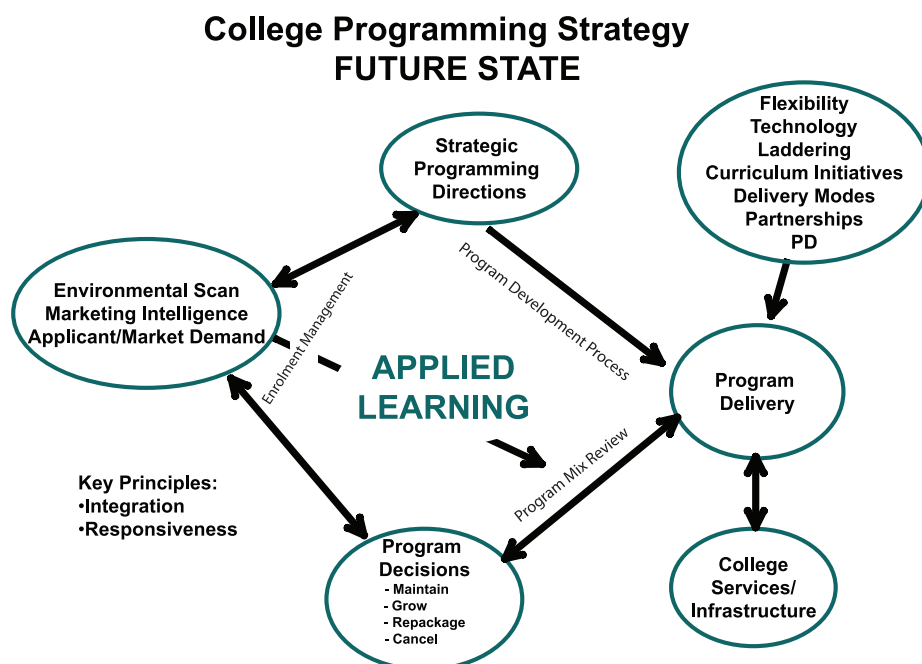 College Programming Strategy
FUTURE STATE
Strategic
Programming
Directions
Flexibility
Technology
Laddering
Curriculum Initiatives
Delivery Modes
Partnerships
PD
Environmental Scan
Marketing Intelligence
Applicant/Market Demand
Enrolment Management
Program Development Process
APPLIED
LEARNING
Program
Delivery
Program Mix Review
Key Principles:
•Integration
•Responsiveness
Program
Decisions
- Maintain
- Grow
- Repackage
- Cancel
College
Services/
Infrastructure